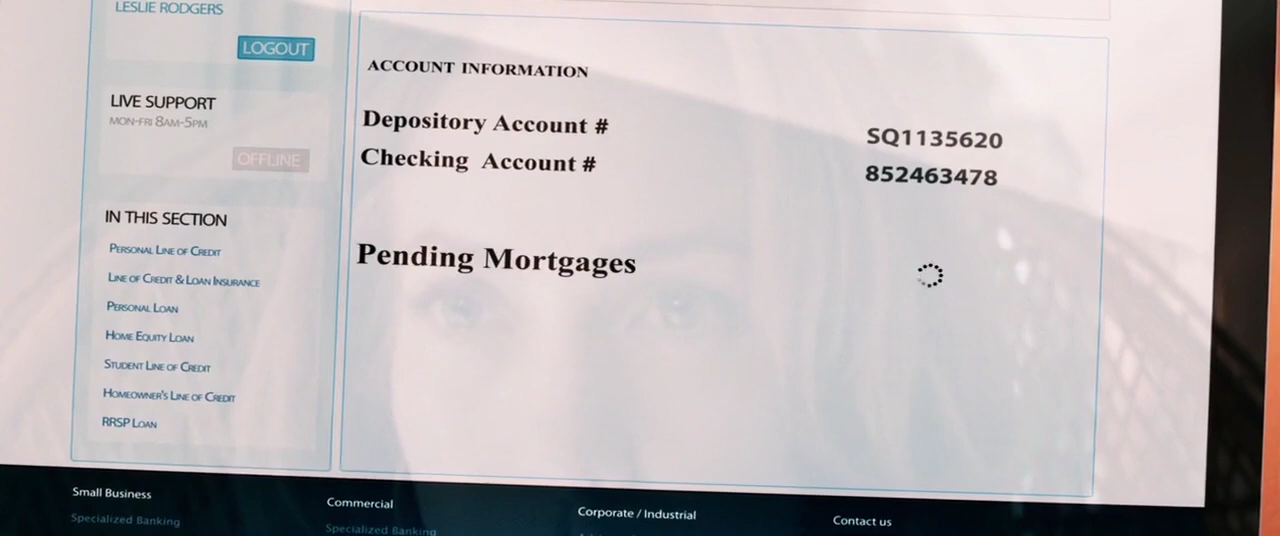 LESLIE RODGERS
LOGOUT
LIVE SUPPORT
MON-FRI 8AM-5PM
OFFLINE
IN THIS SECTION
PERSONAL LINE OF CREDIT
LINE OF CREDIT & LOAN INSURANCE
PERSONAL LOAN
HOME EQUITY LOAN
STUDENT LINE OF CREDIT
HOMEOWNER'S LINE OF CREDIT
RRSP LOAN
ACCOUNT INFORMATION
Depository Account # SQ1135620
Checking Account # 852463478
Pending Mortgages
Small Business
Specialized Banking
Commercial
Specialized Banking
Corporate / Industrial
Contact us